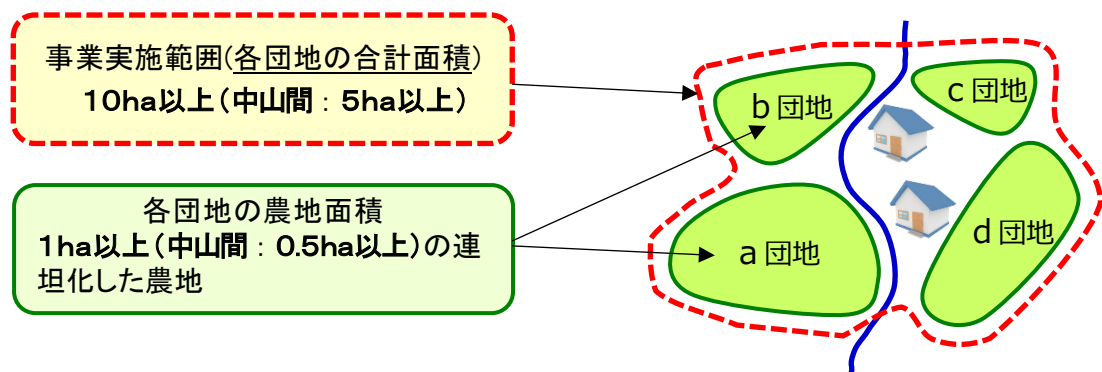 事業実施範囲(各団地の合計面積)
10ha以上(中山間:5ha以上)
各団地の農地面積
1ha以上(中山間:0.5ha以上)の連
坦化した農地
b 団地
c 団地
a 団地
d 団地